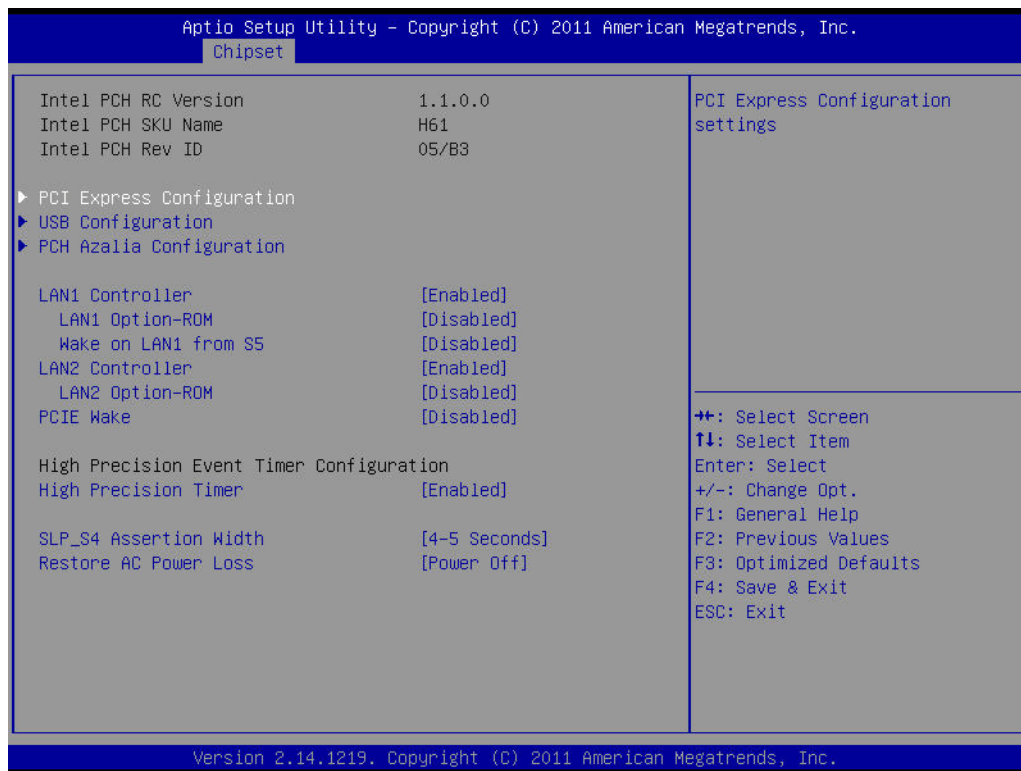 Aptio Setup Utility – Copyright (C) 2011 American Megatrends, Inc.
Chipset
Intel PCH RC Version 1.1.0.0
Intel PCH SKU Name H61
Intel PCH Rev ID 05/B3
▶ PCI Express Configuration
▶ USB Configuration
▶ PCH Azalia Configuration
LAN1 Controller [Enabled]
LAN1 Option-ROM [Disabled]
Wake on LAN1 from S5 [Disabled]
LAN2 Controller [Enabled]
LAN2 Option-ROM [Disabled]
PCIE Wake [Disabled]
High Precision Event Timer Configuration
High Precision Timer [Enabled]
SLP_S4 Assertion Width [4-5 Seconds]
Restore AC Power Loss [Power Off]
PCI Express Configuration
settings
→←: Select Screen
↑↓: Select Item
Enter: Select
+/-: Change Opt.
F1: General Help
F2: Previous Values
F3: Optimized Defaults
F4: Save & Exit
ESC: Exit
Version 2.14.1219. Copyright (C) 2011 American Megatrends, Inc.